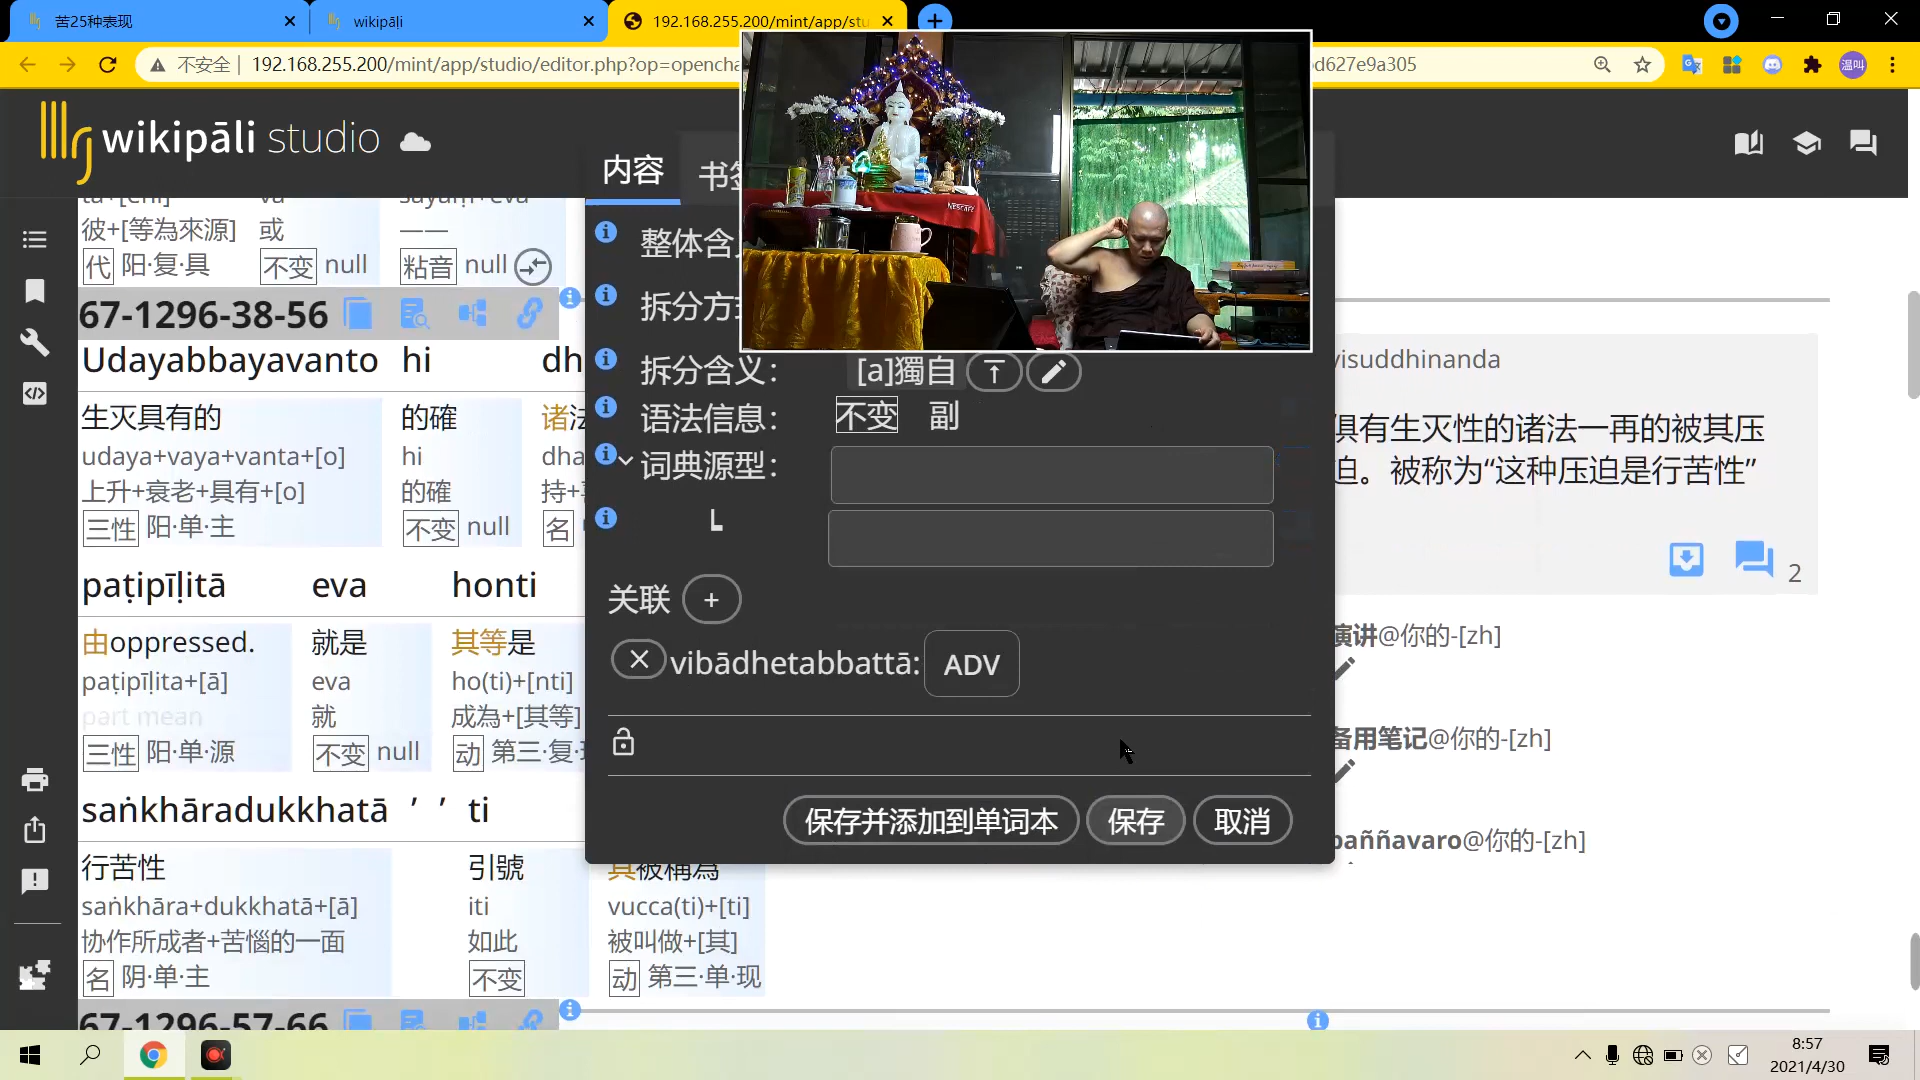 苦25种表现
wikipāḷi
192.168.255.200/mint/app/stu
不安全 192.168.255.200/mint/app/studio/editor.php?op=opencha
d627e9a305
温叫
wikipāli studio
内容
彼+[等為來源] 或 ——
代 阳·复·具 不变 null 粘音 null
67-1296-38-56
Udayabbayavanto hi dh
生灭具有的 的確 诸法
udaya+vaya+vanta+[o] hi dha
上升+衰老+具有+[o] 的確
三性 阳·单·主 不变 null 名
paṭipīḷitā eva honti
由oppressed. 就是 其等是
paṭipīḷita+[ā] eva ho(ti)+[nti]
part mean 就 成為+[其等]
三性 阳·单·源 不变 null 动 第三·复·现
saṅkhāradukkhatā ’ ’ ti
行苦性 引號 其被稱為
saṅkhāra+dukkhatā+[ā] iti vucca(ti)+[ti]
协作所成者+苦惱的一面 如此 被叫做+[其]
名 阴·单·主 不变 动 第三·单·现
67-1296-57-66
整体含
拆分方
拆分含义: [a]獨自
语法信息: 不变 副
词典源型:
┗
关联 +
vibādhetabbattā: ADV
保存并添加到单词本 保存 取消
NESCAFE
visuddhinanda
俱有生灭性的诸法一再的被其压
迫。被称为“这种压迫是行苦性”
2
演讲@你的-[zh]
备用笔记@你的-[zh]
paññavaro@你的-[zh]
8:57
2021/4/30